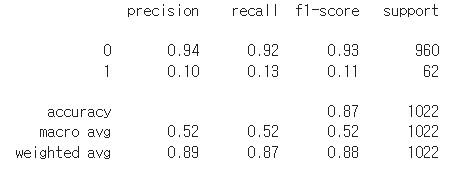 precision recall f1-score support
0 0.94 0.92 0.93 960
1 0.10 0.13 0.11 62
accuracy 0.87 1022
macro avg 0.52 0.52 0.52 1022
weighted avg 0.89 0.87 0.88 1022